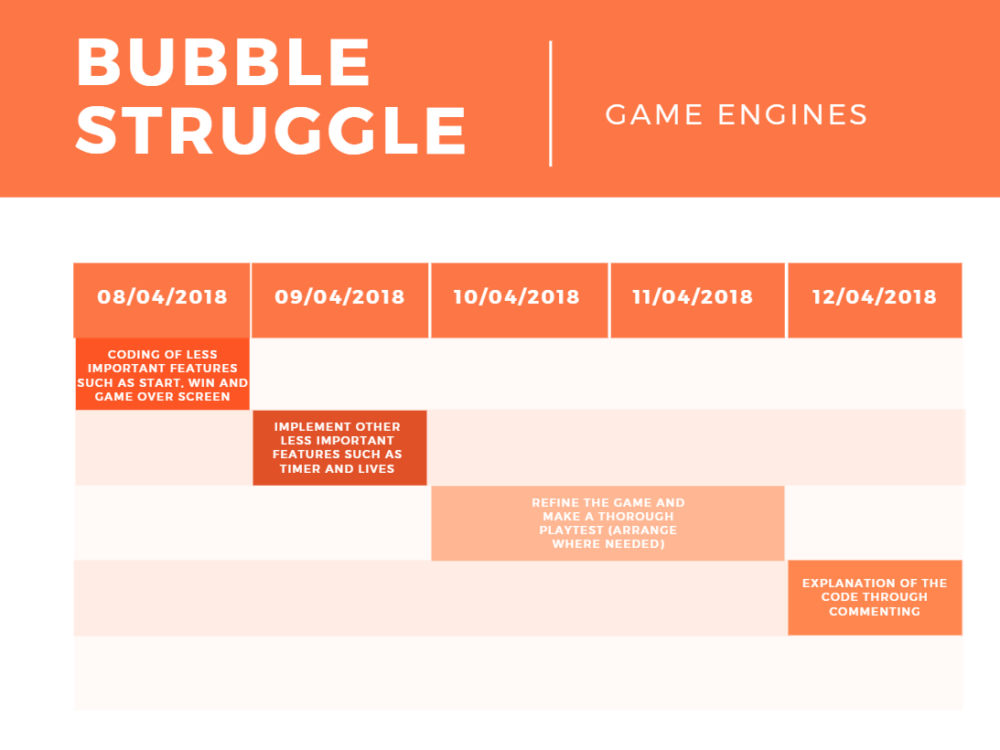 BUBBLE
STRUGGLE
GAME ENGINES
08/04/2018
09/04/2018
10/04/2018
11/04/2018
12/04/2018
CODING OF LESS
IMPORTANT FEATURES
SUCH AS START, WIN AND
GAME OVER SCREEN
IMPLEMENT OTHER
LESS IMPORTANT
FEATURES SUCH AS
TIMER AND LIVES
REFINE THE GAME AND
MAKE A THOROUGH
PLAYTEST (ARRANGE
WHERE NEEDED)
EXPLANATION OF THE
CODE THROUGH
COMMENTING